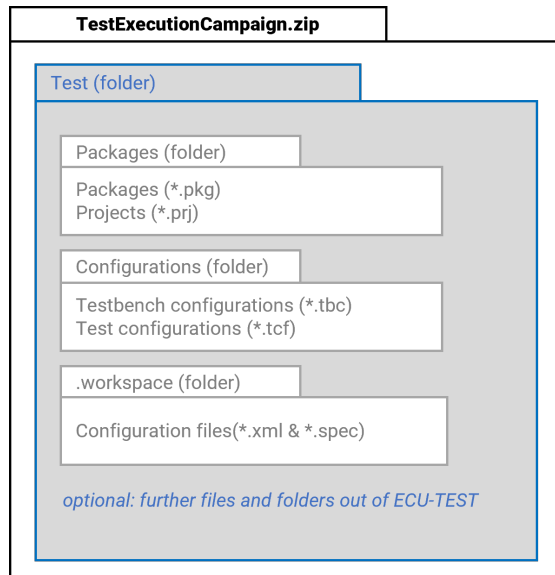 TestExecutionCampaign.zip
Test (folder)
Packages (folder)
Packages (*.pkg)
Projects (*.prj)
Configurations (folder)
Testbench configurations (*.tbc)
Test configurations (*.tcf)
.workspace (folder)
Configuration files(*.xml & *.spec)
optional: further files and folders out of ECU-TEST